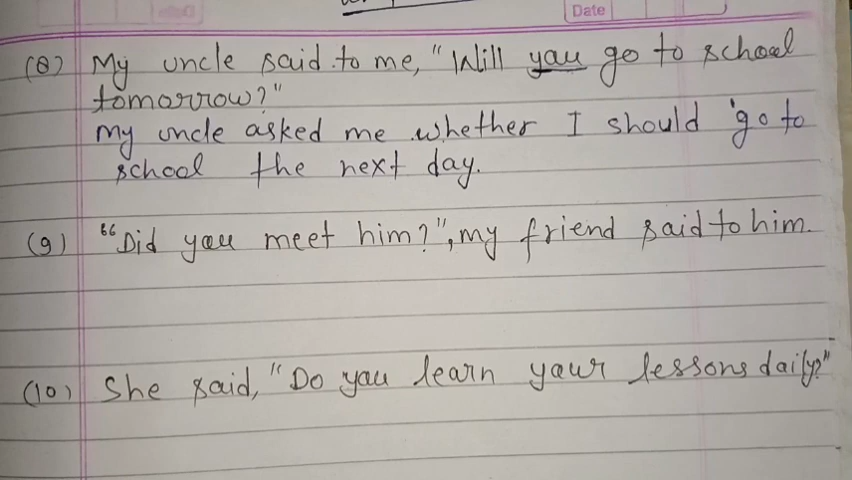 Date
(8) My uncle said to me, "Will you go to school
tomorrow?"
My uncle asked me whether I should go to
school the next day.
(9) "Did you meet him?", my friend said to him.
(10) She said, "Do you learn your lessons daily?"